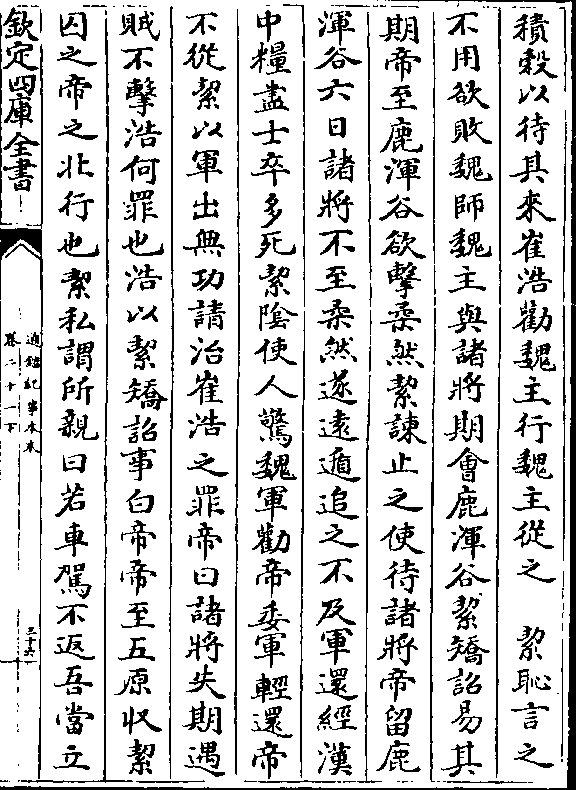 積穀以待其來崔浩勸魏主行魏主從之　絜恥言之
不用欲敗魏師魏主與諸將期會鹿渾谷絜矯詔易其
期帝至鹿渾谷欲擊柔然絜諫止之使待諸將帝留鹿
渾谷六日諸將不至柔然遂逺遁追之不及軍還經漠
中糧盡士卒多死絜隂使人驚魏軍勸帝委軍輕還帝
不從絜以軍出無功請治崔浩之罪帝曰諸將失期遇
賊不擊浩何罪也浩以絜矯詔事白帝帝至五原收絜
囚之帝之北行也絜私謂所親曰若車駕不返吾當立
欽定四庫全書
通鑑紀事本末
卷二十一下
三十六